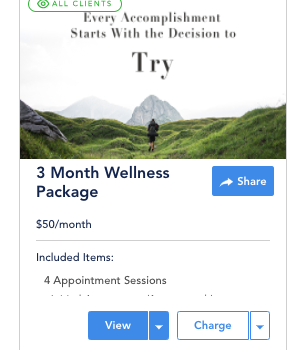 ALL CLIENTS
Every Accomplishment
Starts With the Decision to
Try
3 Month Wellness
Package
Share
$50/month
Included Items:
4 Appointment Sessions
View
Charge